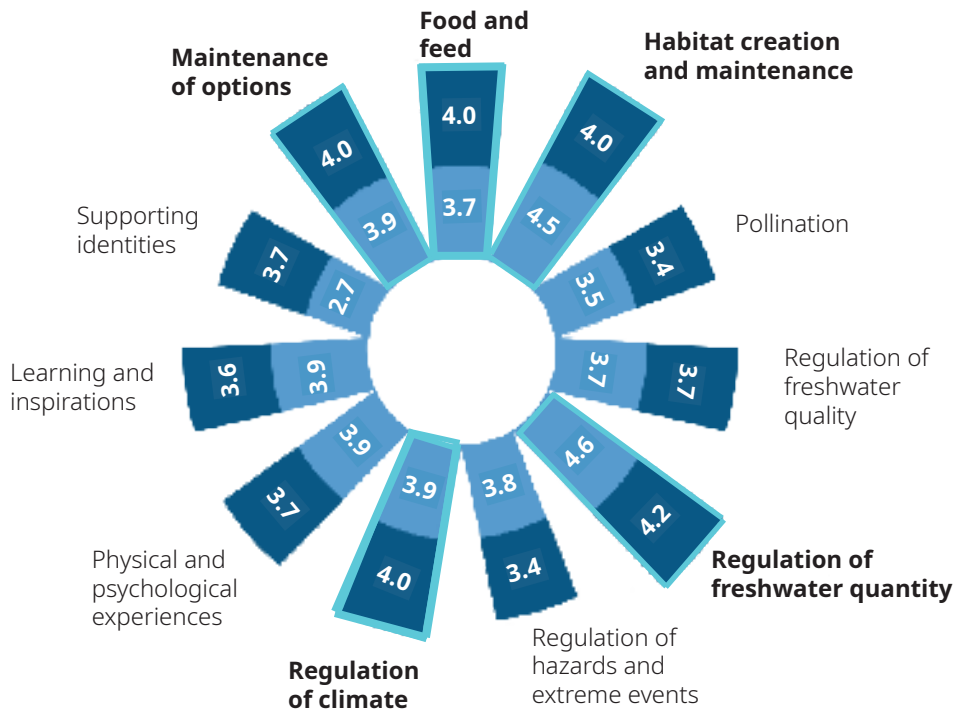 Food and
feed
4.0
3.7
Habitat creation
and maintenance
4.0
4.5
Pollination
3.4
3.5
Regulation of
freshwater
quality
3.7
3.7
Regulation of
freshwater quantity
4.6
4.2
Regulation of
hazards and
extreme events
3.8
3.4
Regulation
of climate
3.9
4.0
Physical and
psychological
experiences
3.9
3.7
Learning and
inspirations
3.6
3.9
Supporting
identities
3.7
2.7
Maintenance
of options
4.0
3.9